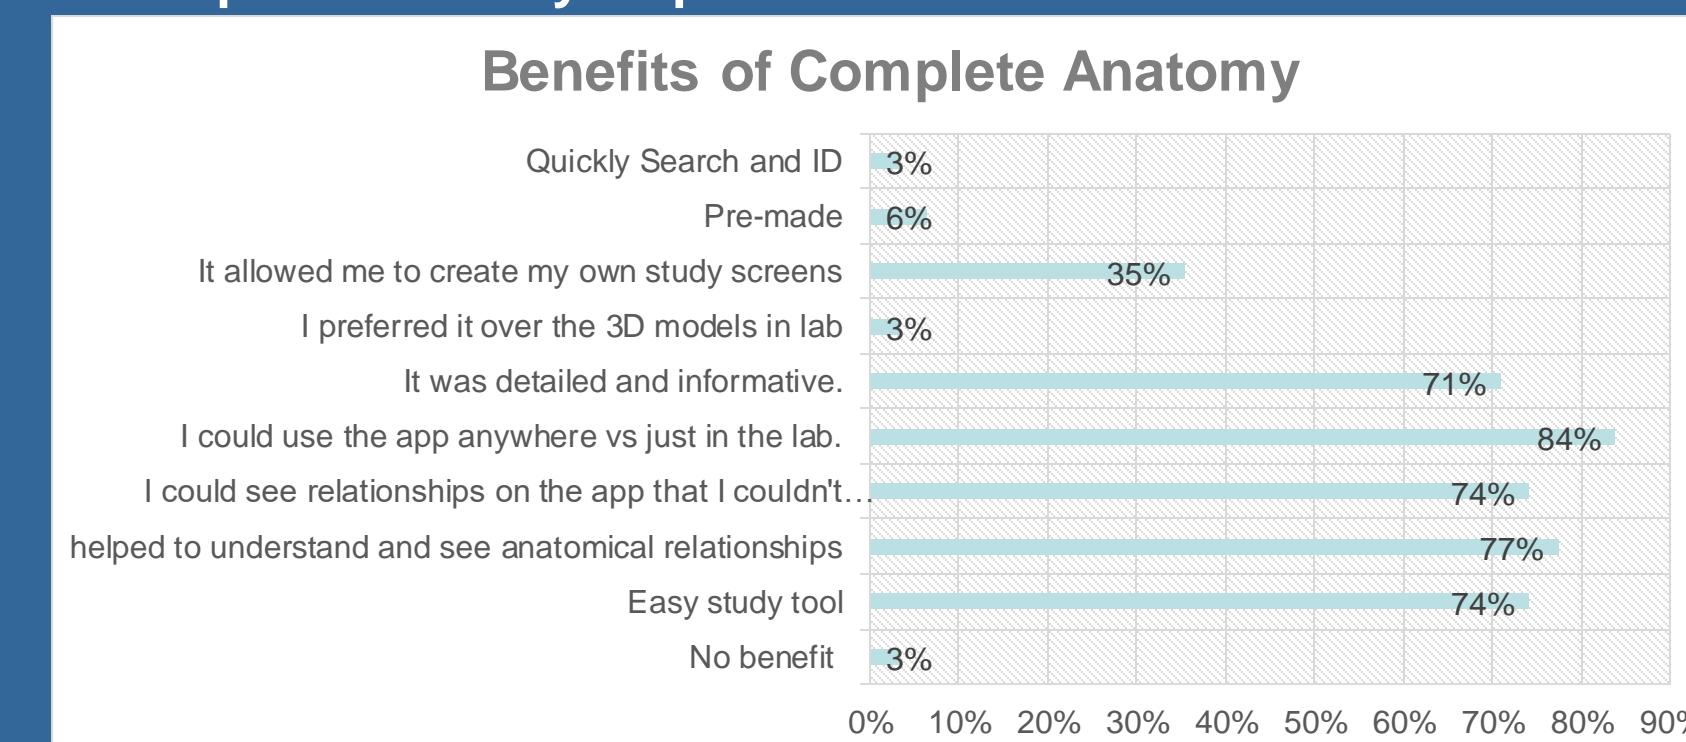 Benefits of Complete Anatomy
Quickly Search and ID 3%
Pre-made 6%
It allowed me to create my own study screens 35%
I preferred it over the 3D models in lab 3%
It was detailed and informative. 71%
I could use the app anywhere vs just in the lab. 84%
I could see relationships on the app that I couldn't… 74%
helped to understand and see anatomical relationships 77%
Easy study tool 74%
No benefit 3%
0% 10% 20% 30% 40% 50% 60% 70% 80% 90%